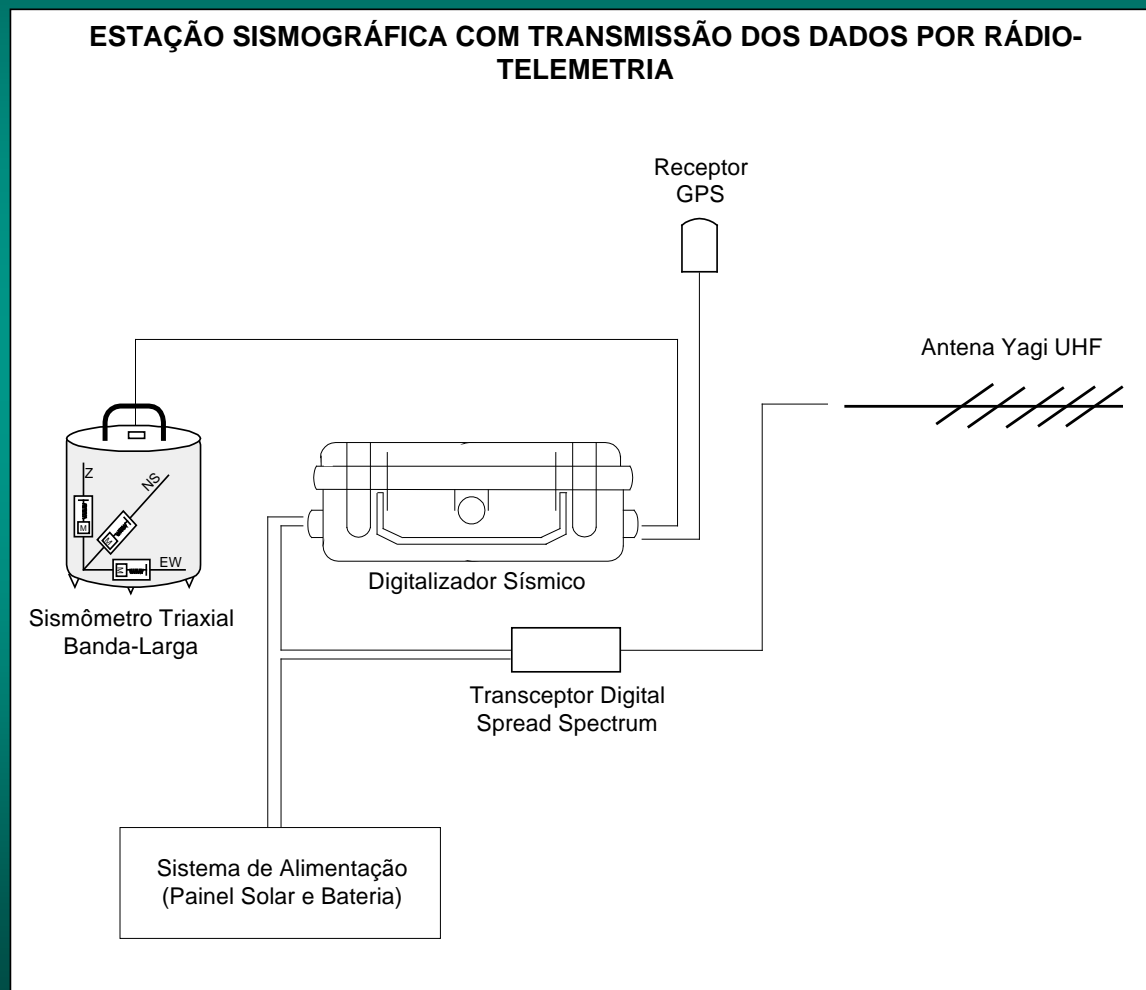 ESTAÇÃO SISMOGRÁFICA COM TRANSMISSÃO DOS DADOS POR RÁDIO-
TELEMETRIA
Receptor
GPS
Antena Yagi UHF
Z
NS
EW
M
M
M
Digitalizador Sísmico
Sismômetro Triaxial
Banda-Larga
Transceptor Digital
Spread Spectrum
Sistema de Alimentação
(Painel Solar e Bateria)